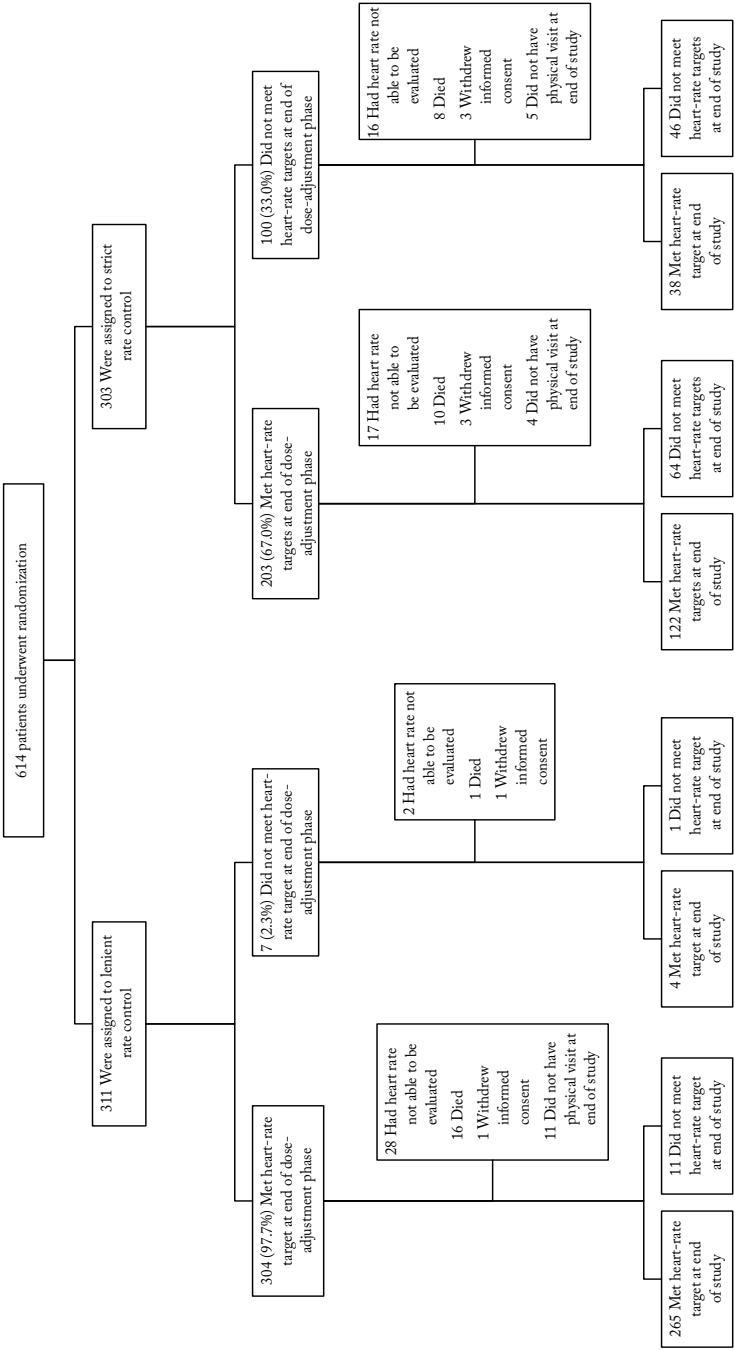 614 patients underwent randomization
311 Were assigned to lenient
rate control
303 Were assigned to strict
rate control
304 (97.7%) Met heart-rate
target at end of dose-
adjustment phase
7 (2.3%) Did not meet heart-
rate target at end of dose-
adjustment phase
203 (67.0%) Met heart-rate
targets at end of dose-
adjustment phase
100 (33.0%) Did not meet
heart-rate targets at end of
dose-adjustment phase
28 Had heart rate
not able to be
evaluated
16 Died
1 Withdrew
informed
consent
11 Did not have
physical visit at
end of study
2 Had heart rate not
able to be
evaluated
1 Died
1 Withdrew
informed
consent
17 Had heart rate
not able to
be evaluated
10 Died
3 Withdrew
informed
consent
4 Did not have
physical visit at
end of study
16 Had heart rate not
able to be
evaluated
8 Died
3 Withdrew
informed
consent
5 Did not have
physical visit at
end of study
265 Met heart-rate
target at end
of study
11 Did not meet
heart-rate target
at end of study
4 Met heart-rate
target at end
of study
1 Did not meet
heart-rate target
at end of study
122 Met heart-rate
targets at end
of study
64 Did not meet
heart-rate targets
at end of study
38 Met heart-rate
target at end
of study
46 Did not meet
heart-rate targets
at end of study